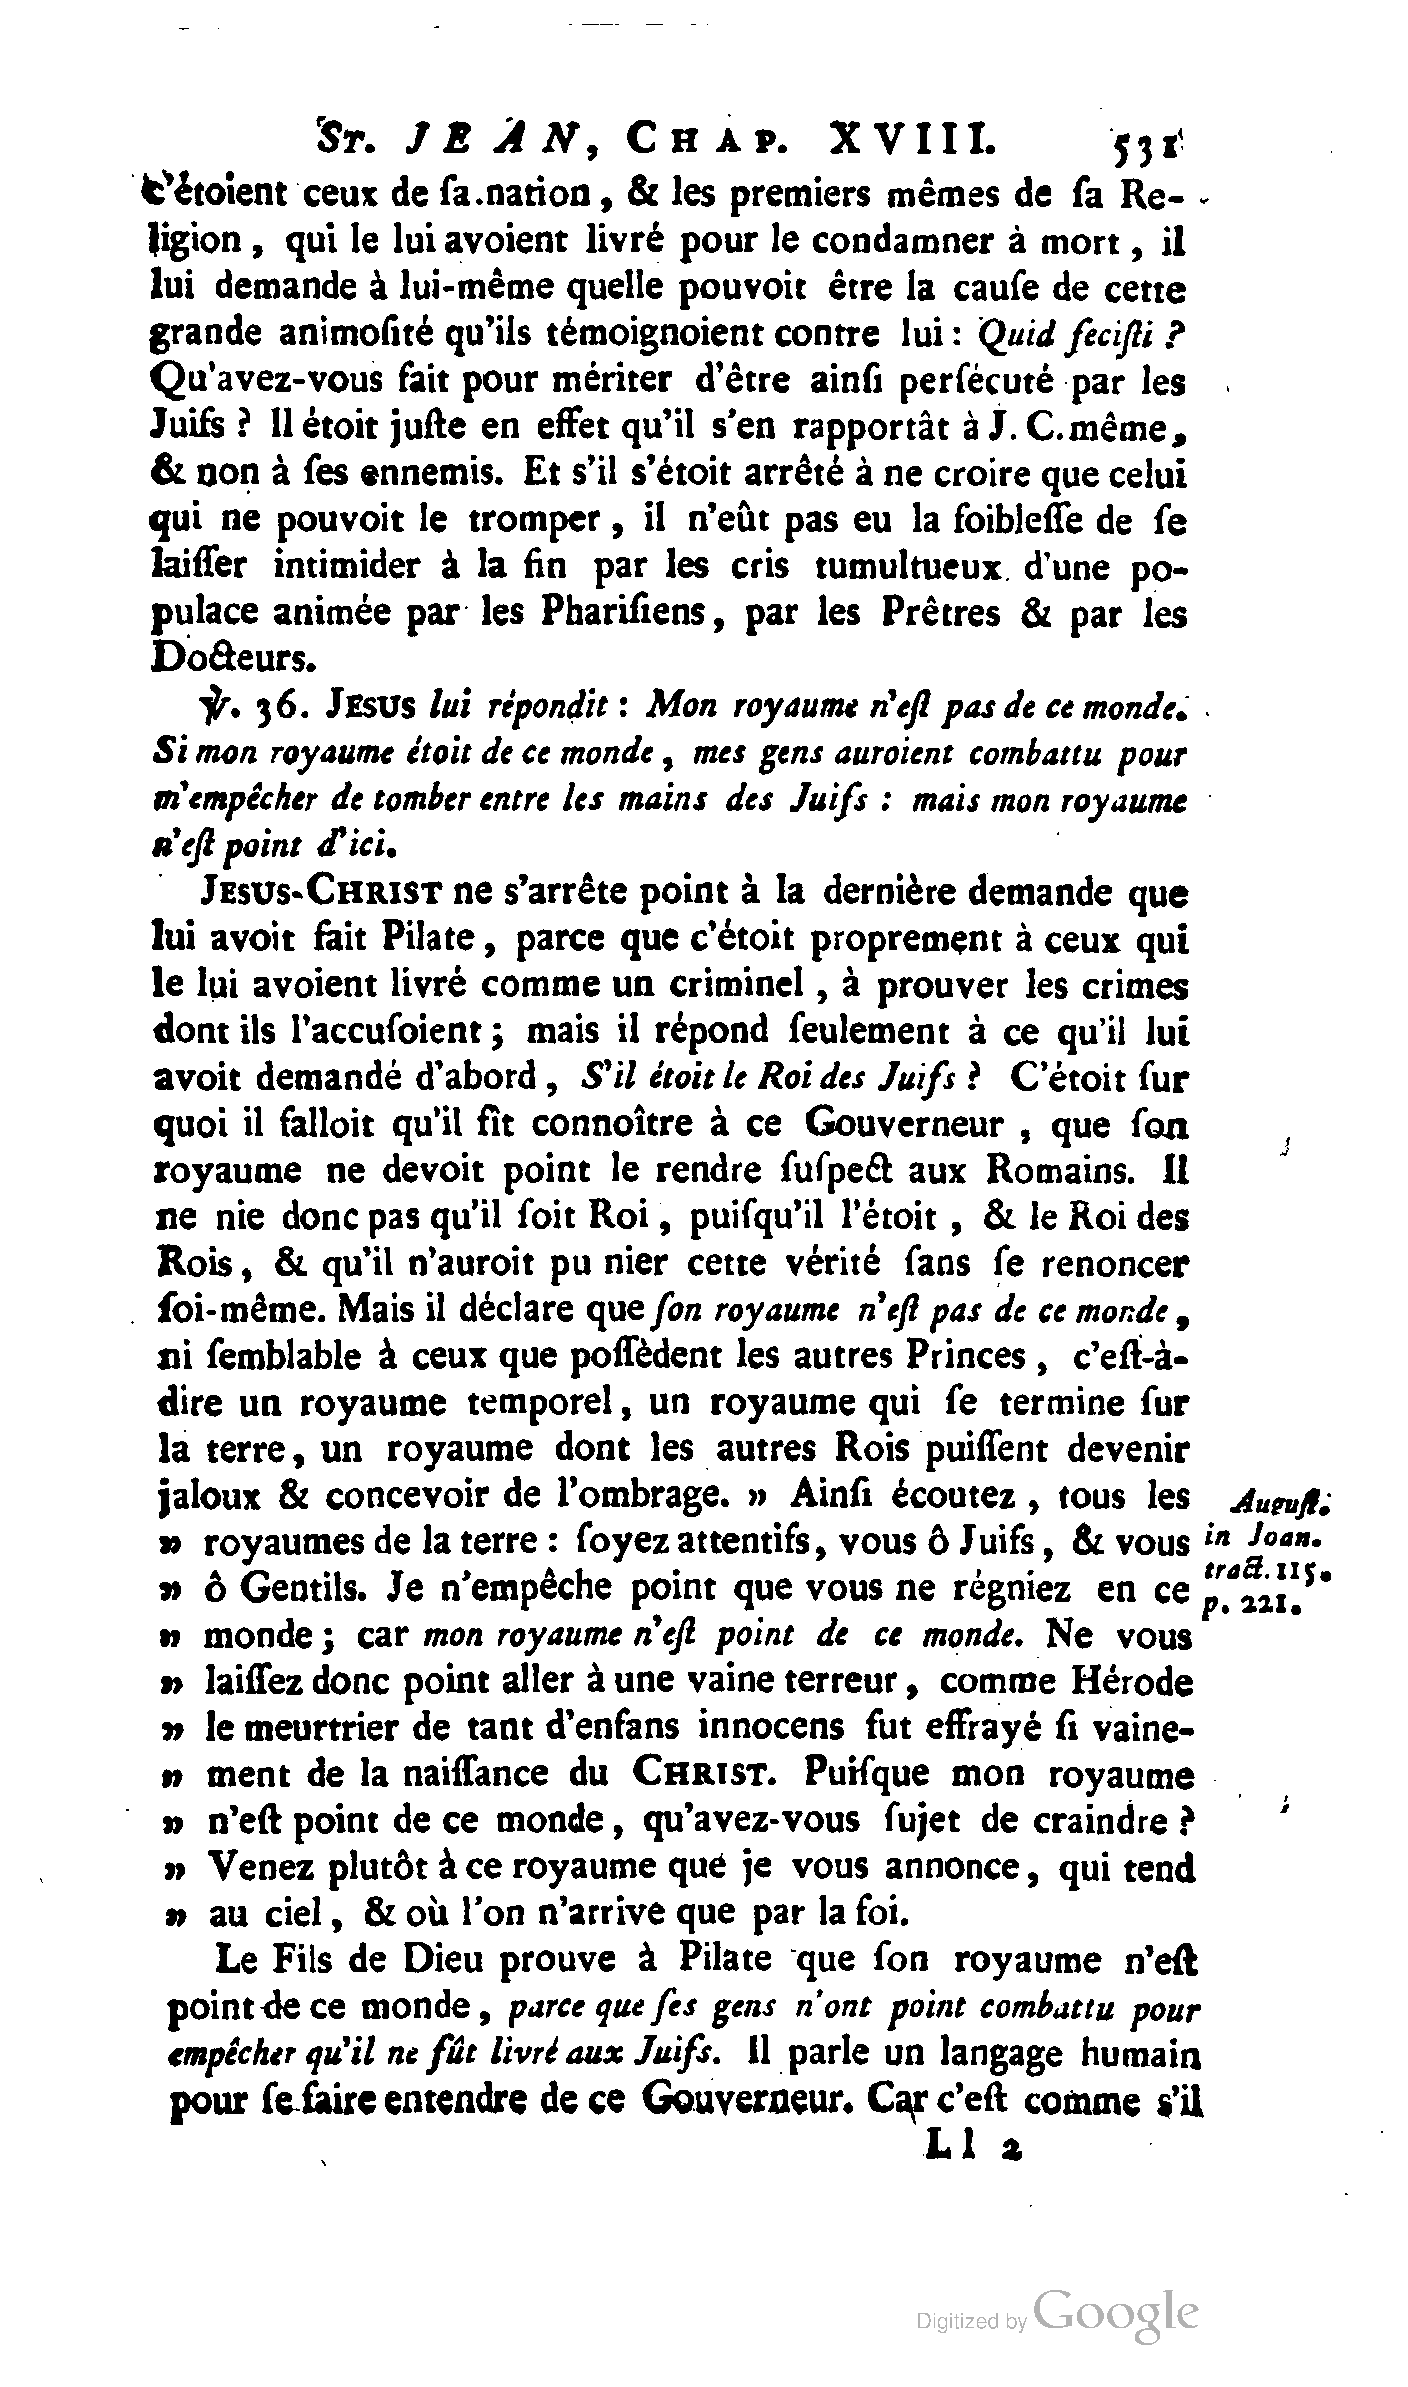 St. JEAN, CHAP. XVIII. 531
c'étoient ceux de ſa nation, & les premiers mêmes de ſa Re-
ligion, qui le lui avoient livré pour le condamner à mort, il
lui demande à lui-même quelle pouvoit être la cauſe de cette
grande animoſité qu'ils témoignoient contre lui : Quid feciſti ?
Qu'avez-vous fait pour mériter d'être ainſi perſécuté par les
Juifs ? Il étoit juſte en effet qu'il s'en rapportât à J. C. même,
& non à ſes ennemis. Et s'il s'étoit arrêté à ne croire que celui
qui ne pouvoit le tromper, il n'eût pas eu la foibleſſe de ſe
laiſſer intimider à la fin par les cris tumultueux d'une po-
pulace animée par les Phariſiens, par les Prêtres & par les
Docteurs.
℣. 36. JESUS lui répondit : Mon royaume n'eſt pas de ce monde.
Si mon royaume étoit de ce monde, mes gens auroient combattu pour
m'empêcher de tomber entre les mains des Juifs : mais mon royaume
n'eſt point d'ici.
JESUS-CHRIST ne s'arrête point à la dernière demande que
lui avoit fait Pilate, parce que c'étoit proprement à ceux qui
le lui avoient livré comme un criminel, à prouver les crimes
dont ils l'accuſoient ; mais il répond ſeulement à ce qu'il lui
avoit demandé d'abord, S'il étoit le Roi des Juifs ? C'étoit ſur
quoi il falloit qu'il fît connoître à ce Gouverneur, que ſon
royaume ne devoit point le rendre ſuſpect aux Romains. Il
ne nie donc pas qu'il ſoit Roi, puiſqu'il l'étoit, & le Roi des
Rois, & qu'il n'auroit pu nier cette vérité ſans ſe renoncer
ſoi-même. Mais il déclare que ſon royaume n'eſt pas de ce monde,
ni ſemblable à ceux que poſſèdent les autres Princes, c'eſt-à-
dire un royaume temporel, un royaume qui ſe termine ſur
la terre, un royaume dont les autres Rois puiſſent devenir
jaloux & concevoir de l'ombrage. » Ainſi écoutez, tous les
» royaumes de la terre : ſoyez attentifs, vous ô Juifs, & vous
» ô Gentils. Je n'empêche point que vous ne régniez en ce
» monde ; car mon royaume n'eſt point de ce monde. Ne vous
» laiſſez donc point aller à une vaine terreur, comme Hérode
» le meurtrier de tant d'enfans innocens fut effrayé ſi vaine-
» ment de la naiſſance du CHRIST. Puiſque mon royaume
» n'eſt point de ce monde, qu'avez-vous ſujet de craindre ?
» Venez plutôt à ce royaume que je vous annonce, qui tend
» au ciel, & où l'on n'arrive que par la foi.
Auguſt.
in Joan.
tract. 115.
p. 221.
Le Fils de Dieu prouve à Pilate que ſon royaume n'eſt
point de ce monde, parce que ſes gens n'ont point combattu pour
empêcher qu'il ne fût livré aux Juifs. Il parle un langage humain
pour ſe faire entendre de ce Gouverneur. Car c'eſt comme s'il
Ll 2
Digitized by Google